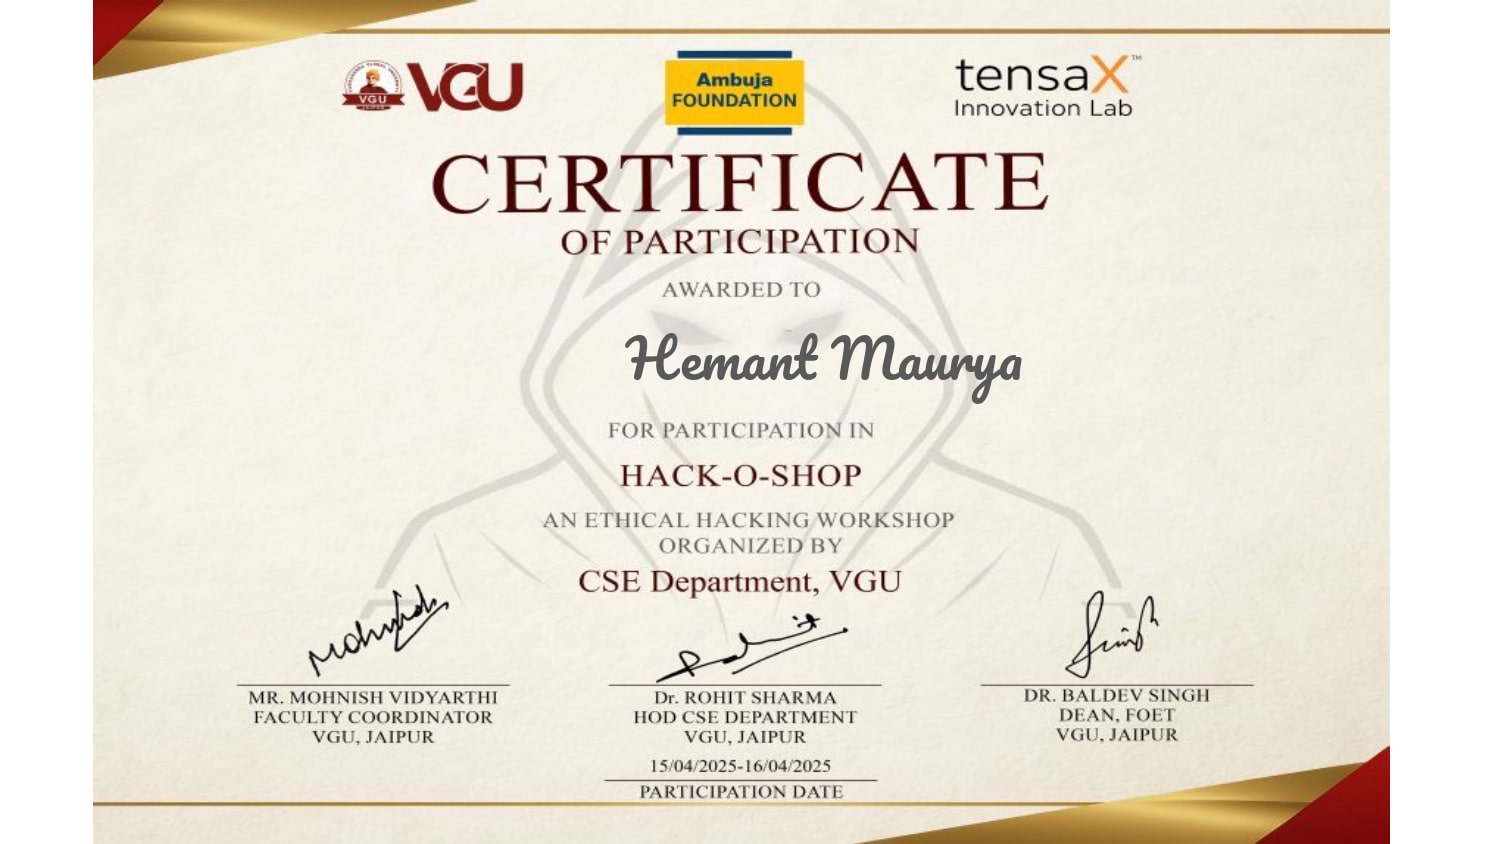 VGU VGU
Ambuja
FOUNDATION
tensaX™
Innovation Lab
CERTIFICATE
OF PARTICIPATION
AWARDED TO
Hemant Maurya
FOR PARTICIPATION IN
HACK-O-SHOP
AN ETHICAL HACKING WORKSHOP
ORGANIZED BY
CSE Department, VGU
Mohnish
MR. MOHNISH VIDYARTHI
FACULTY COORDINATOR
VGU, JAIPUR
Dr. ROHIT SHARMA
HOD CSE DEPARTMENT
VGU, JAIPUR
DR. BALDEV SINGH
DEAN, FOET
VGU, JAIPUR
15/04/2025-16/04/2025
PARTICIPATION DATE